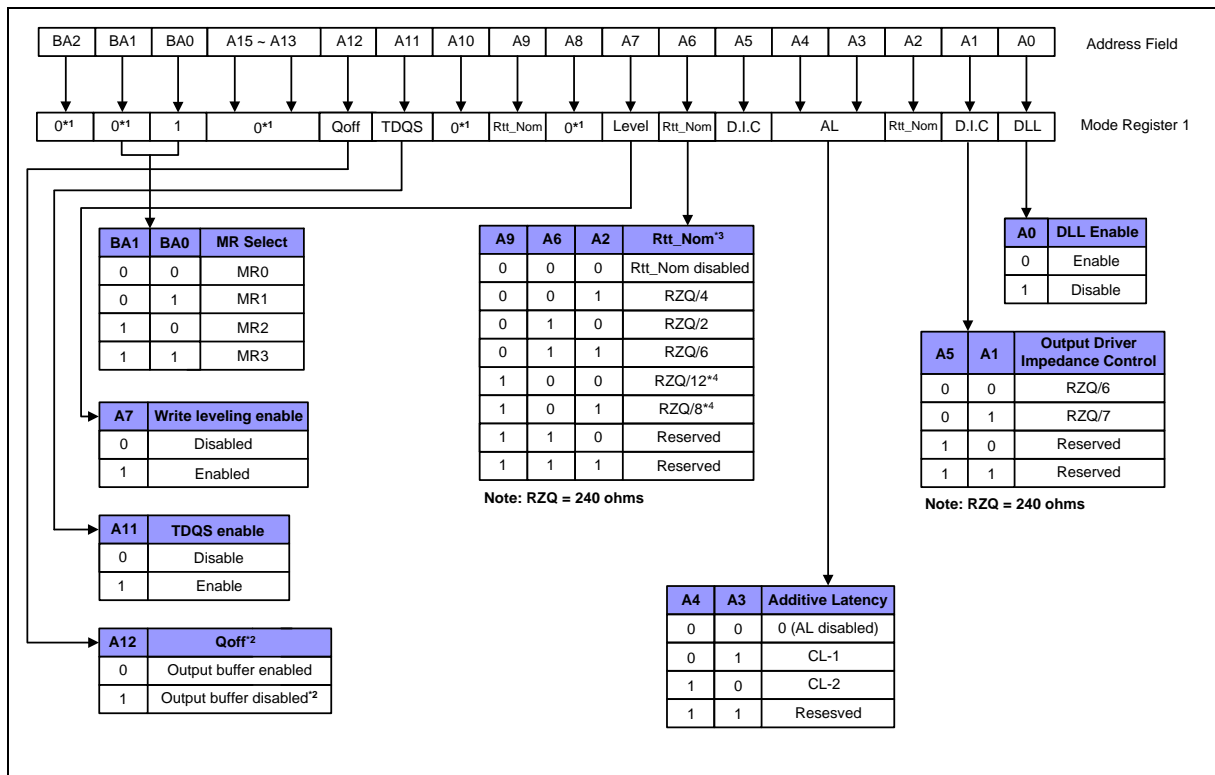 BA2 BA1 BA0 A15 ~ A13 A12 A11 A10 A9 A8 A7 A6 A5 A4 A3 A2 A1 A0 Address Field
0*1 0*1 1 0*1 Qoff TDQS 0*1 Rtt_Nom 0*1 Level Rtt_Nom D.I.C AL Rtt_Nom D.I.C DLL Mode Register 1
BA1 BA0 MR Select
0 0 MR0
0 1 MR1
1 0 MR2
1 1 MR3
A7 Write leveling enable
0 Disabled
1 Enabled
A11 TDQS enable
0 Disable
1 Enable
A12 Qoff*2
0 Output buffer enabled
1 Output buffer disabled*2
A9 A6 A2 Rtt_Nom*3
0 0 0 Rtt_Nom disabled
0 0 1 RZQ/4
0 1 0 RZQ/2
0 1 1 RZQ/6
1 0 0 RZQ/12*4
1 0 1 RZQ/8*4
1 1 0 Reserved
1 1 1 Reserved
Note: RZQ = 240 ohms
A4 A3 Additive Latency
0 0 0 (AL disabled)
0 1 CL-1
1 0 CL-2
1 1 Resesved
A0 DLL Enable
0 Enable
1 Disable
A5 A1 Output Driver
Impedance Control
0 0 RZQ/6
0 1 RZQ/7
1 0 Reserved
1 1 Reserved
Note: RZQ = 240 ohms